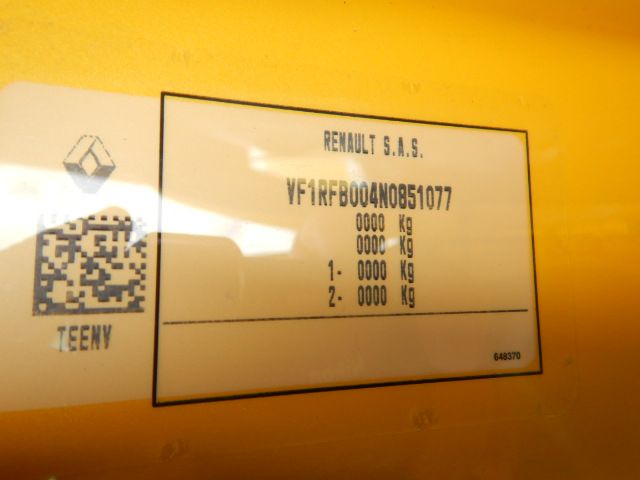 RENAULT S.A.S.
VF1RFB004N0851077
0000 Kg
0000 Kg
1- 0000 Kg
2- 0000 Kg
TEENV
648370